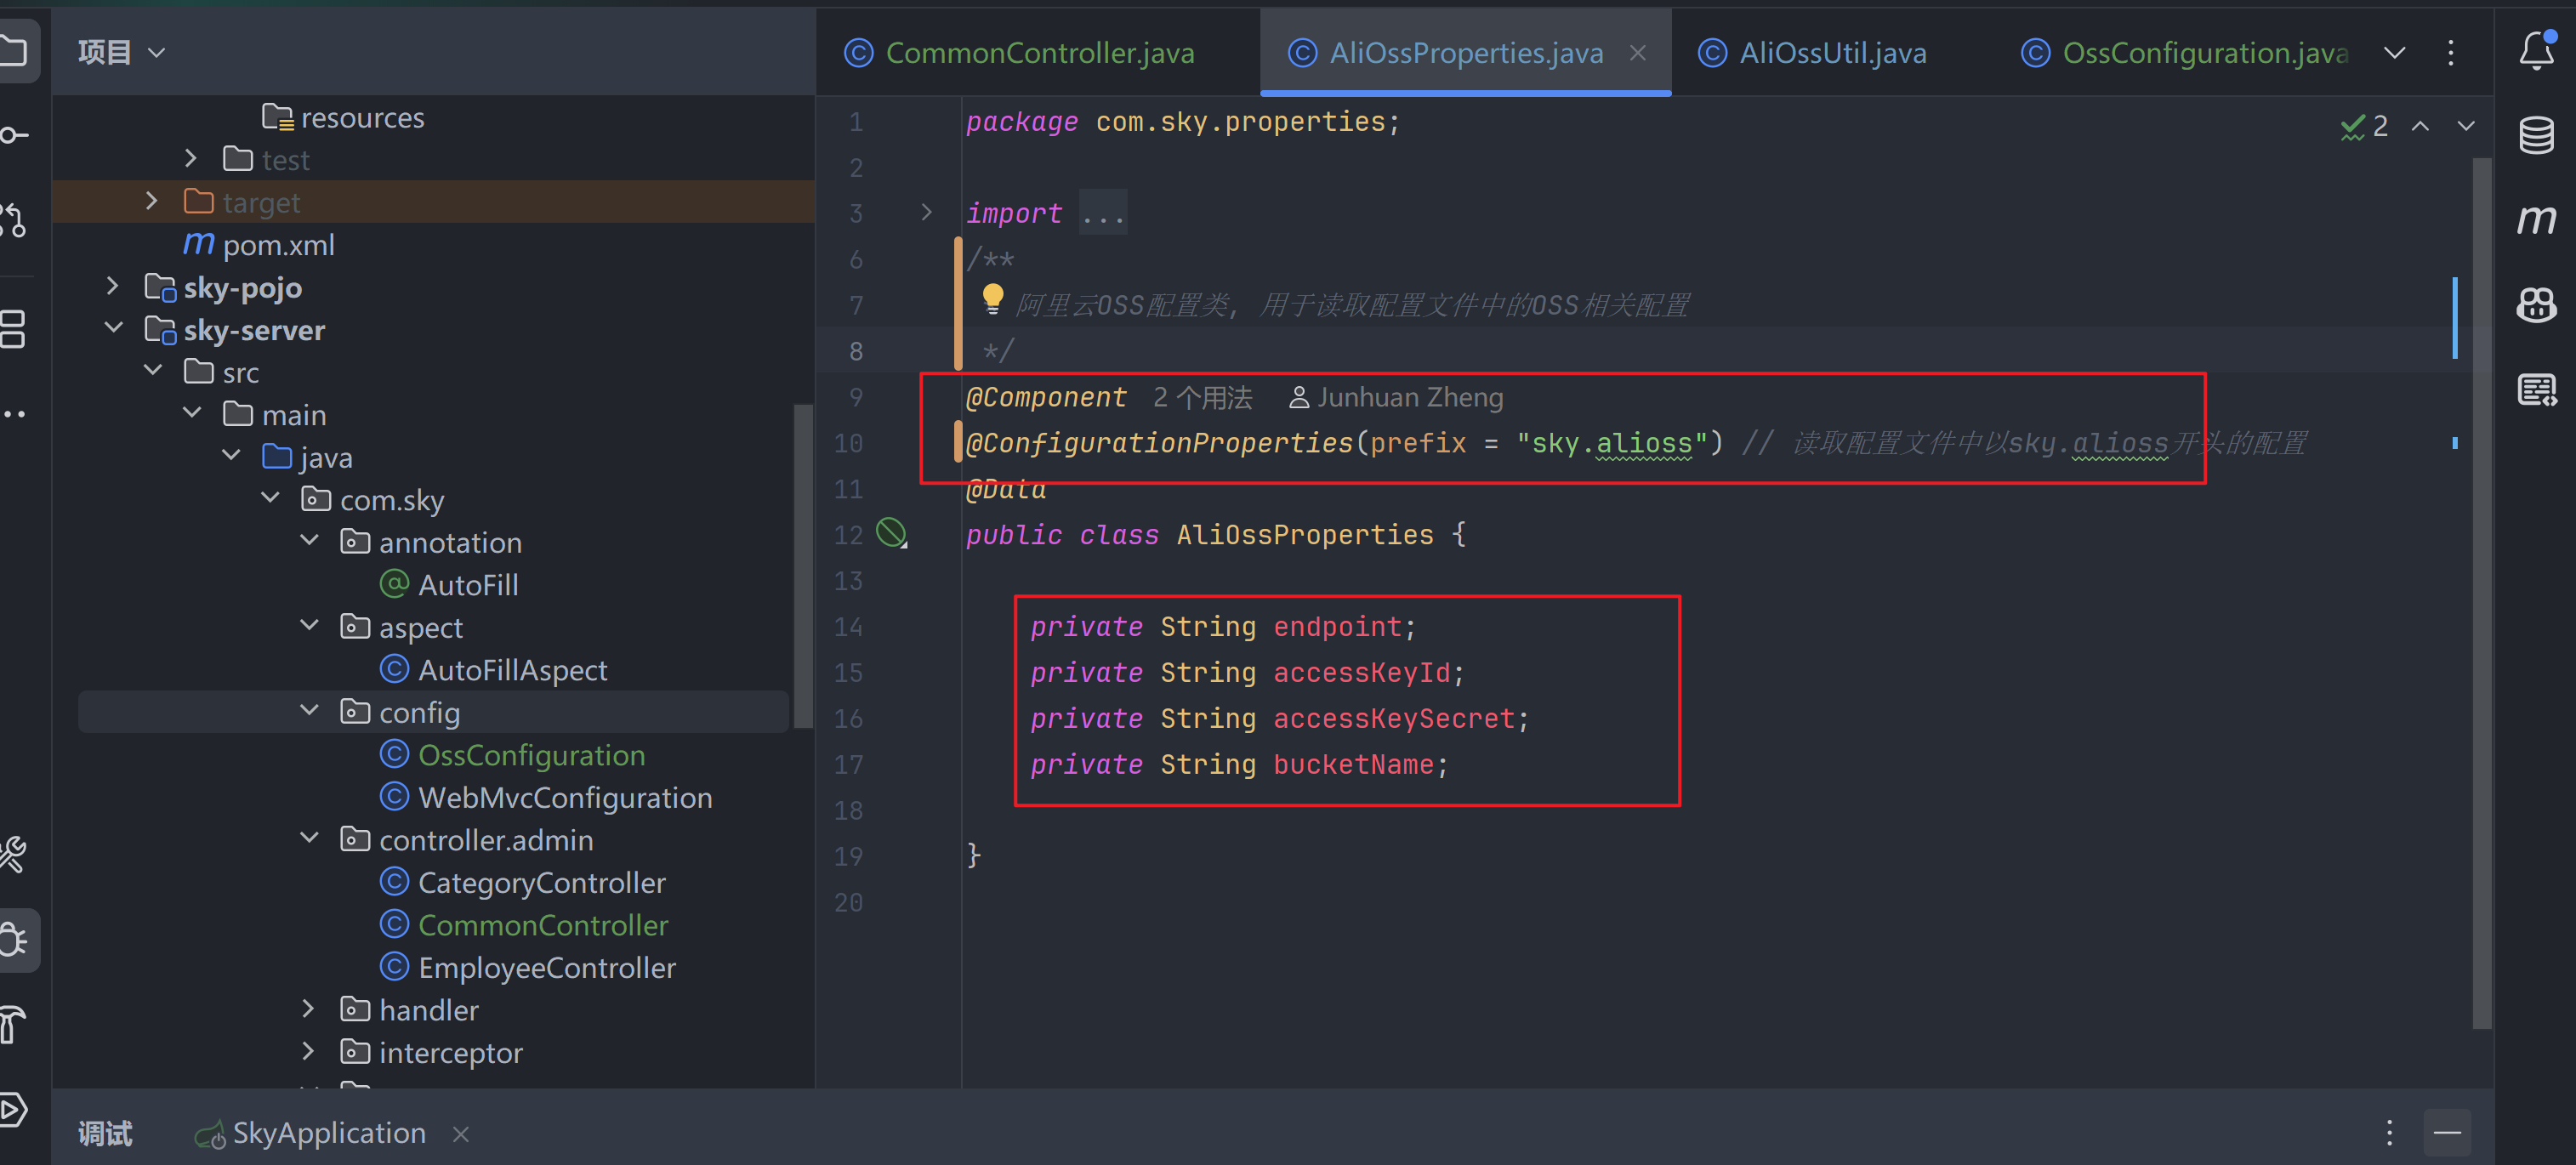 项目
resources
test
target
pom.xml
sky-pojo
sky-server
src
main
java
com.sky
annotation
AutoFill
aspect
AutoFillAspect
config
OssConfiguration
WebMvcConfiguration
controller.admin
CategoryController
CommonController
EmployeeController
handler
interceptor
CommonController.java
AliOssProperties.java
AliOssUtil.java
OssConfiguration.java
2
1 package com.sky.properties;
2
3 import ...
6 /**
7 阿里云OSS配置类，用于读取配置文件中的OSS相关配置
8 */
9 @Component 2 个用法 Junhuan Zheng
10 @ConfigurationProperties(prefix = "sky.alioss") // 读取配置文件中以sky.alioss开头的配置
11 @Data
12 public class AliOssProperties {
13
14 private String endpoint;
15 private String accessKeyId;
16 private String accessKeySecret;
17 private String bucketName;
18
19 }
20
调试 SkyApplication